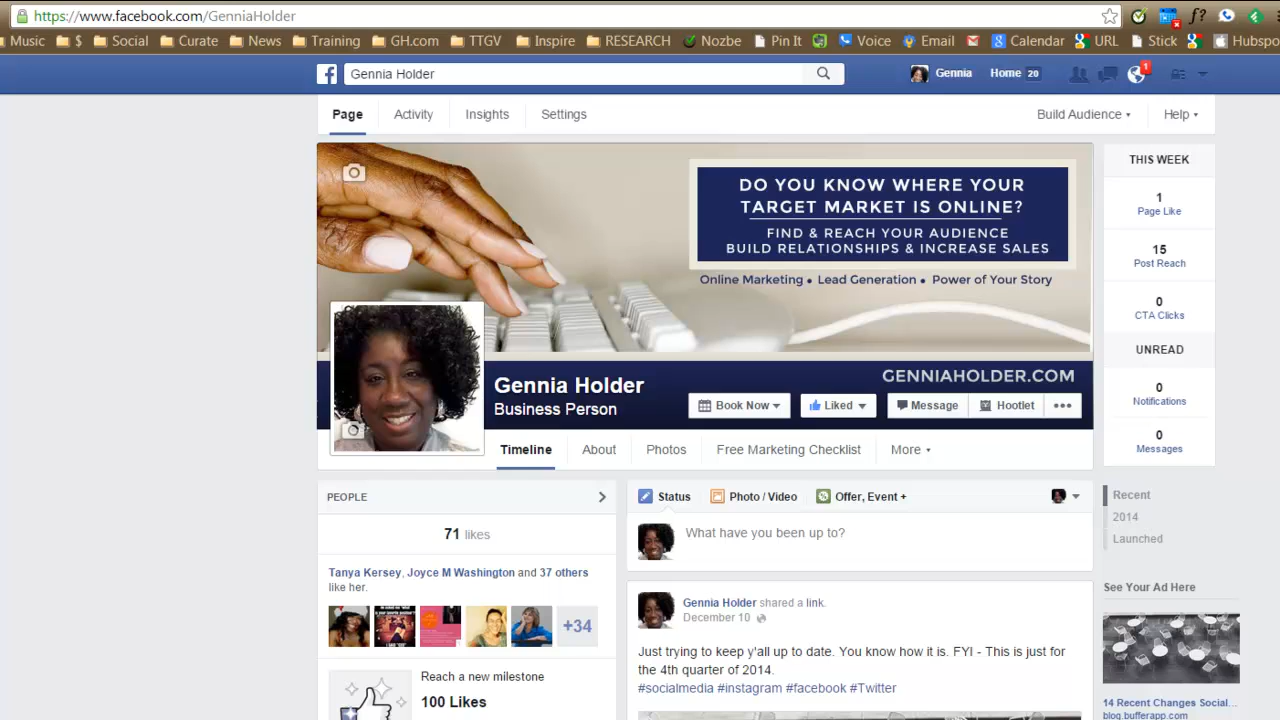 https://www.facebook.com/GenniaHolder
Music $ Social Curate News Training GH.com TTGV Inspire RESEARCH Nozbe Pin It Voice Email Calendar URL Stick Hubspo
Gennia Holder
Gennia Home 20 1
Page Activity Insights Settings Build Audience Help
DO YOU KNOW WHERE YOUR
TARGET MARKET IS ONLINE?
FIND & REACH YOUR AUDIENCE
BUILD RELATIONSHIPS & INCREASE SALES
Online Marketing • Lead Generation • Power of Your Story
GENNIAHOLDER.COM
Gennia Holder
Business Person
Book Now Liked Message Hootlet •••
Timeline About Photos Free Marketing Checklist More
THIS WEEK
1
Page Like
15
Post Reach
0
CTA Clicks
UNREAD
0
Notifications
0
Messages
Recent
2014
Launched
PEOPLE
71 likes
Tanya Kersey, Joyce M Washington and 37 others
like her.
+34
Reach a new milestone
100 Likes
Status Photo / Video Offer, Event +
What have you been up to?
Gennia Holder shared a link.
December 10
Just trying to keep y'all up to date. You know how it is. FYI - This is just for
the 4th quarter of 2014.
#socialmedia #instagram #facebook #Twitter
See Your Ad Here
14 Recent Changes Social...
blog.bufferapp.com